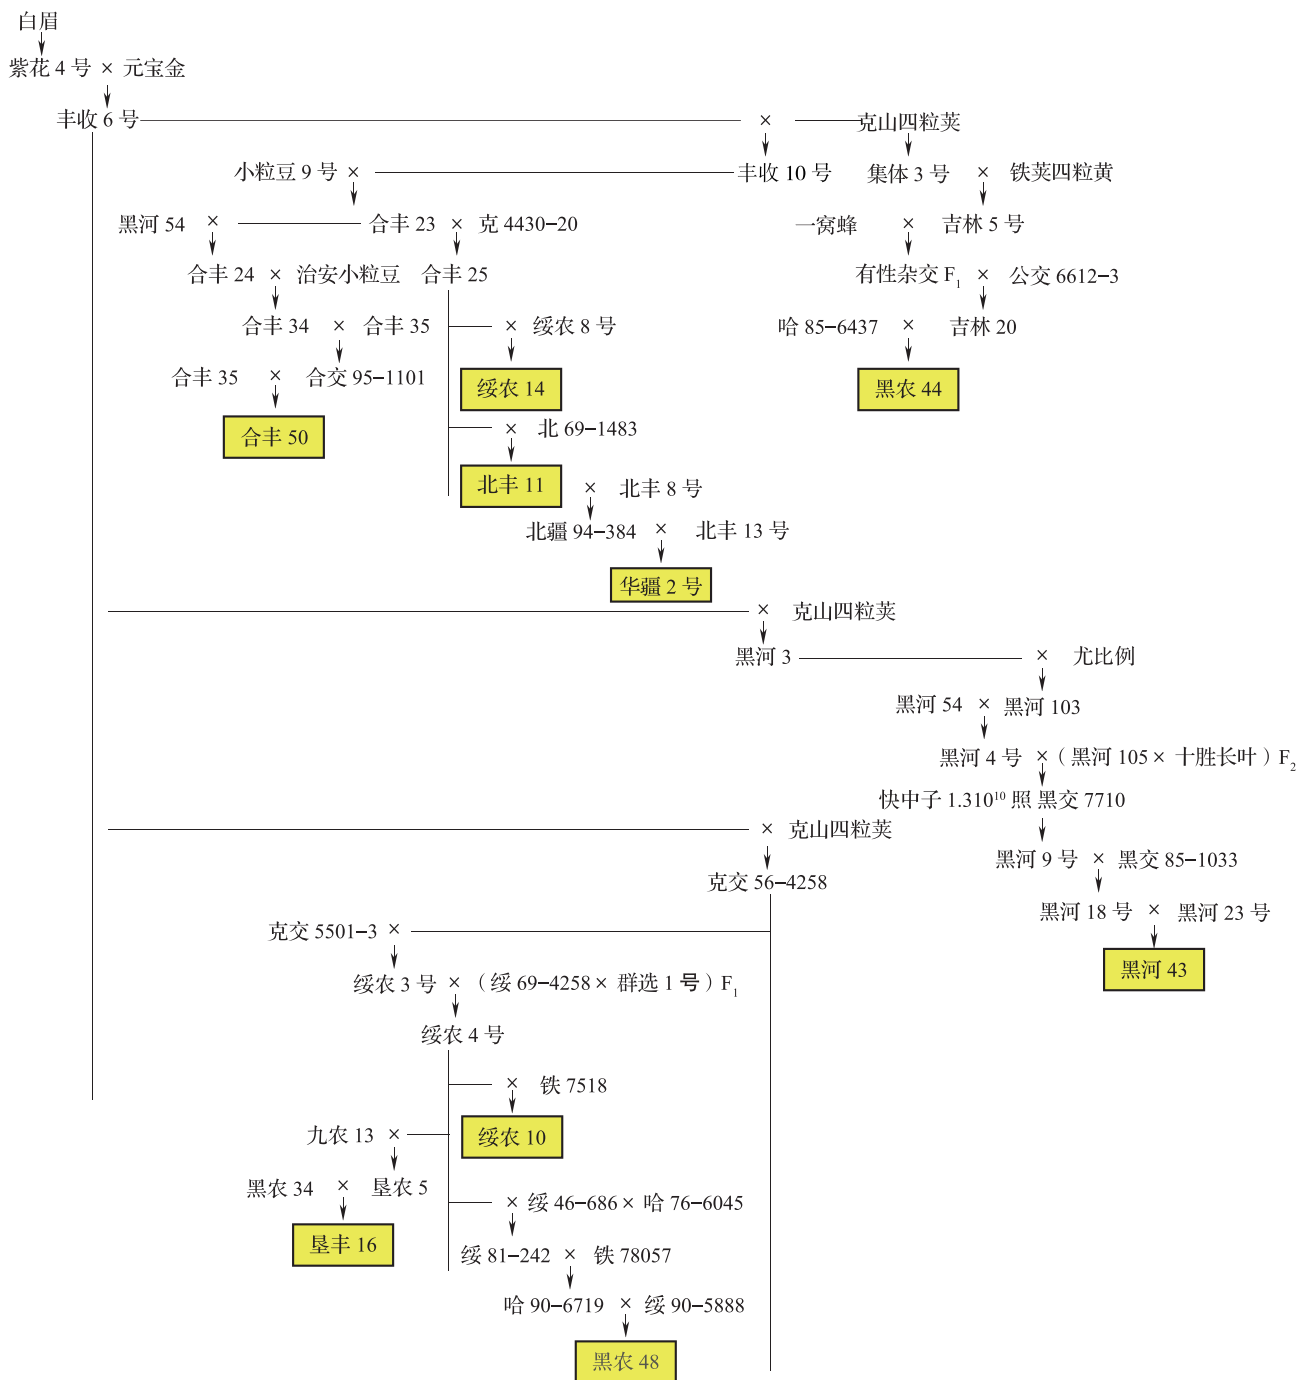 白眉
紫花 4 号 × 元宝金
丰收 6 号 × 克山四粒荚
小粒豆 9 号 × 丰收 10 号 集体 3 号 × 铁荚四粒黄
黑河 54 × 合丰 23 × 克 4430–20 一窝蜂 × 吉林 5 号
合丰 24 × 治安小粒豆 合丰 25 有性杂交 F₁ × 公交 6612–3
合丰 34 × 合丰 35 × 绥农 8 号 哈 85–6437 × 吉林 20
合丰 35 × 合交 95–1101 绥农 14 黑农 44
合丰 50 × 北 69–1483
北丰 11 × 北丰 8 号
北疆 94–384 × 北丰 13 号
华疆 2 号
× 克山四粒荚
黑河 3 × 尤比例
黑河 54 × 黑河 103
黑河 4 号 ×（黑河 105 × 十胜长叶）F₂
快中子 1.310¹⁰ 照 黑交 7710
× 克山四粒荚
黑河 9 号 × 黑交 85–1033
克交 56–4258
黑河 18 号 × 黑河 23 号
克交 5501–3 ×
黑河 43
绥农 3 号 ×（绥 69–4258 × 群选 1 号）F₁
绥农 4 号
× 铁 7518
九农 13 × 绥农 10
黑农 34 × 垦农 5
× 绥 46–686 × 哈 76–6045
垦丰 16
绥 81–242 × 铁 78057
哈 90–6719 × 绥 90–5888
黑农 48